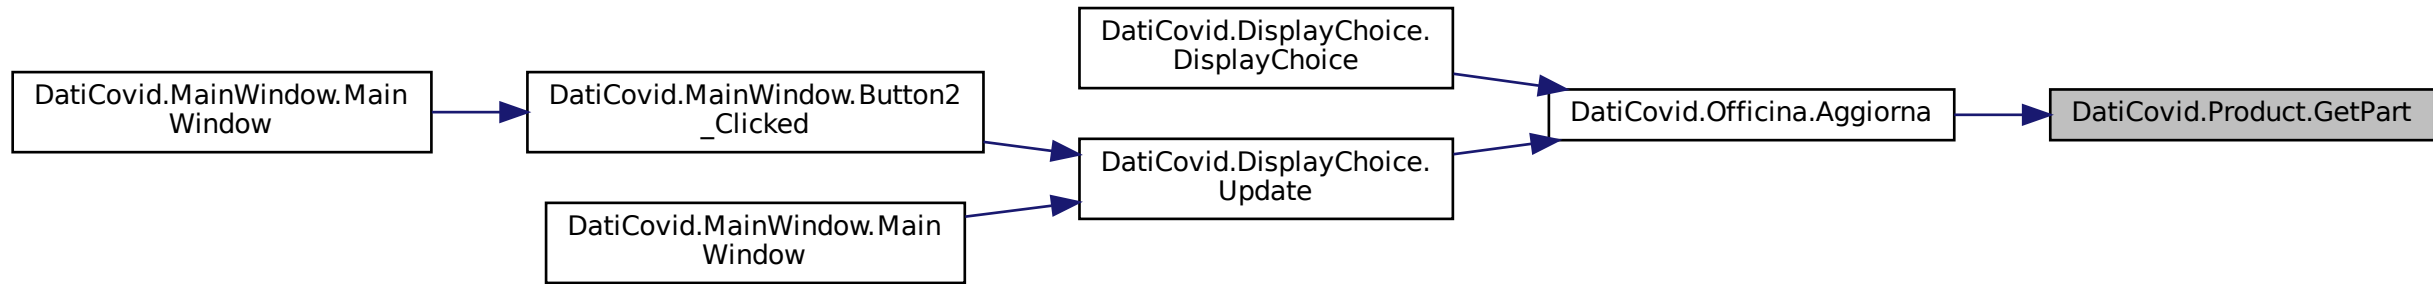 DatiCovid.MainWindow.Main
Window
DatiCovid.MainWindow.Button2
_Clicked
DatiCovid.MainWindow.Main
Window
DatiCovid.DisplayChoice.
DisplayChoice
DatiCovid.DisplayChoice.
Update
DatiCovid.Officina.Aggiorna
DatiCovid.Product.GetPart